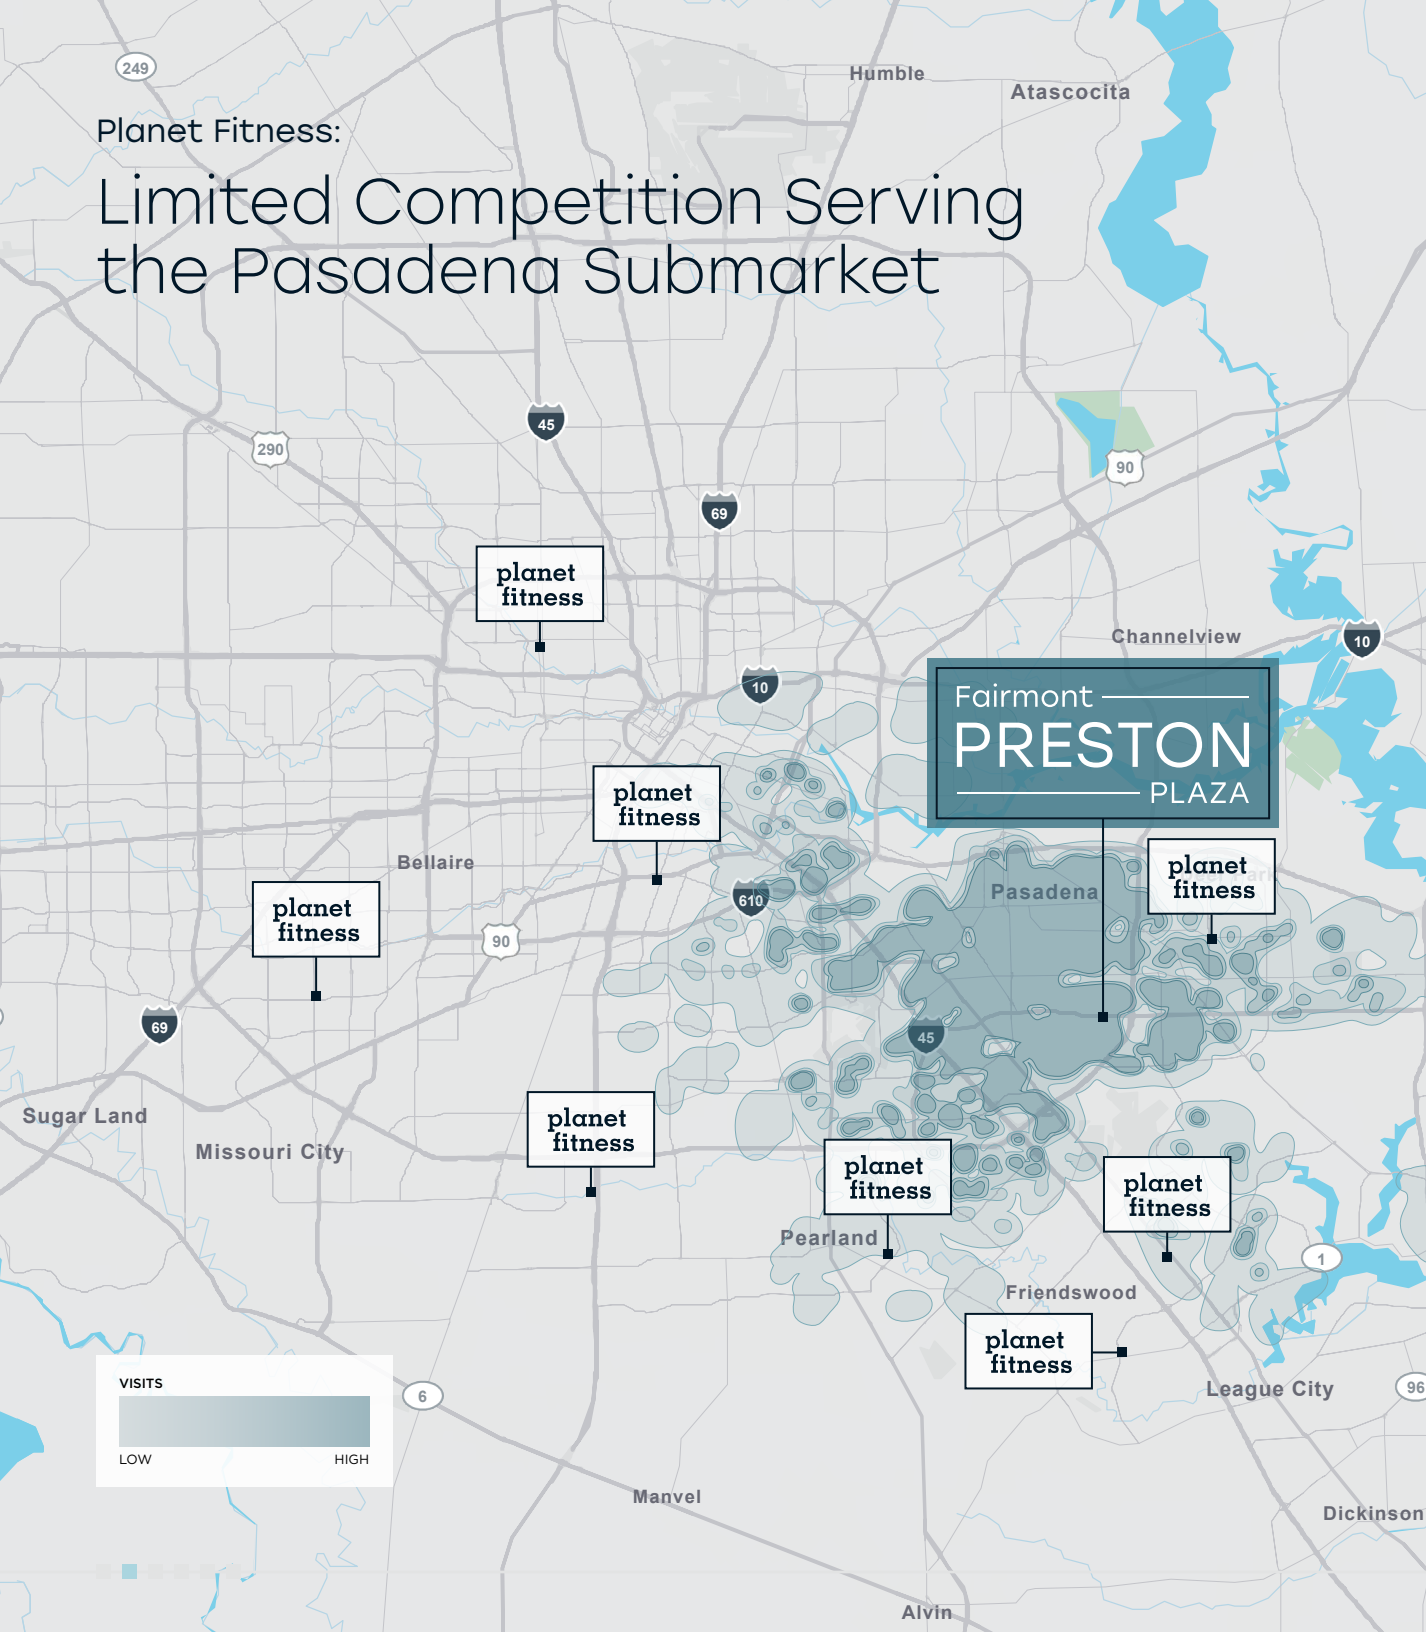 249
Humble
Atascocita
Planet Fitness:
Limited Competition Serving
the Pasadena Submarket
45
290
90
69
planet
fitness
Channelview
10
10
Fairmont
PRESTON
PLAZA
planet
fitness
Bellaire
planet
fitness
Pasadena
Deer Park
planet
fitness
610
90
69
45
Sugar Land
Missouri City
planet
fitness
planet
fitness
planet
fitness
Pearland
1
Friendswood
planet
fitness
VISITS
LOW
HIGH
6
League City
96
Manvel
Dickinson
Alvin